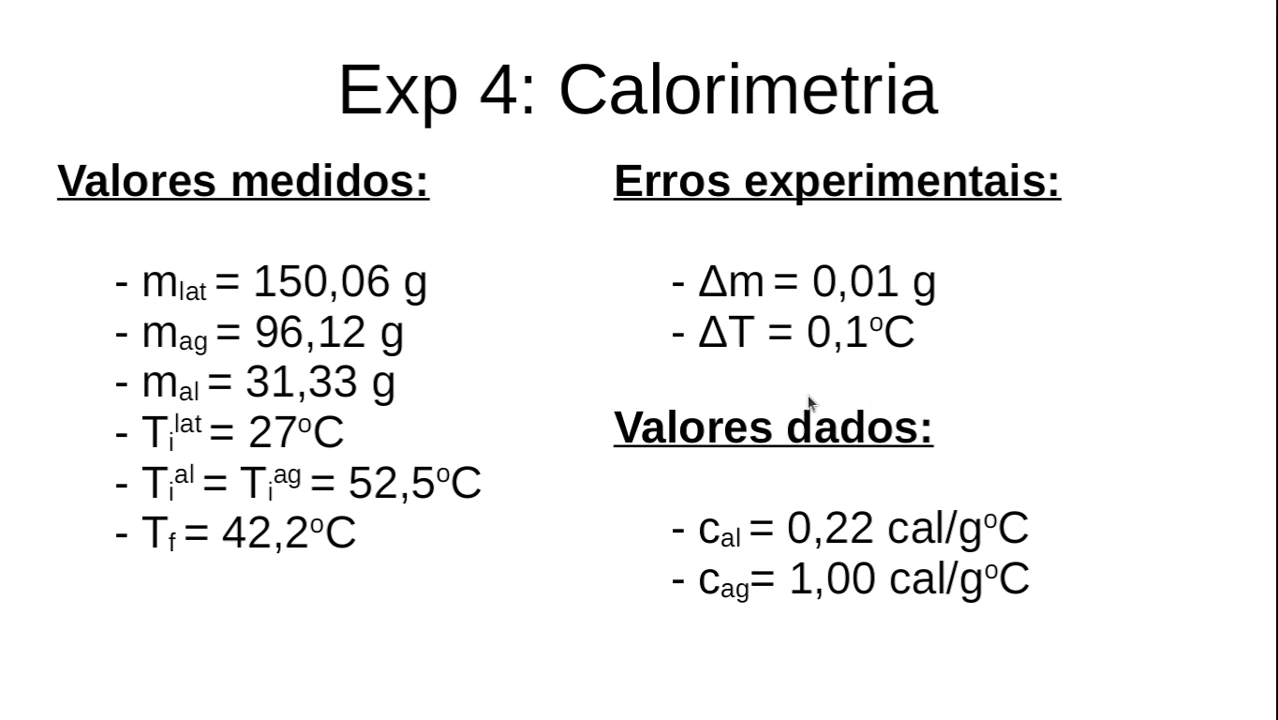 Exp 4: Calorimetria
Valores medidos:
- mlat = 150,06 g
- mag = 96,12 g
- mal = 31,33 g
- Tilat = 27oC
- Tial = Tiag = 52,5oC
- Tf = 42,2oC
Erros experimentais:
- Δm = 0,01 g
- ΔT = 0,1oC
Valores dados:
- cal = 0,22 cal/goC
- cag= 1,00 cal/goC